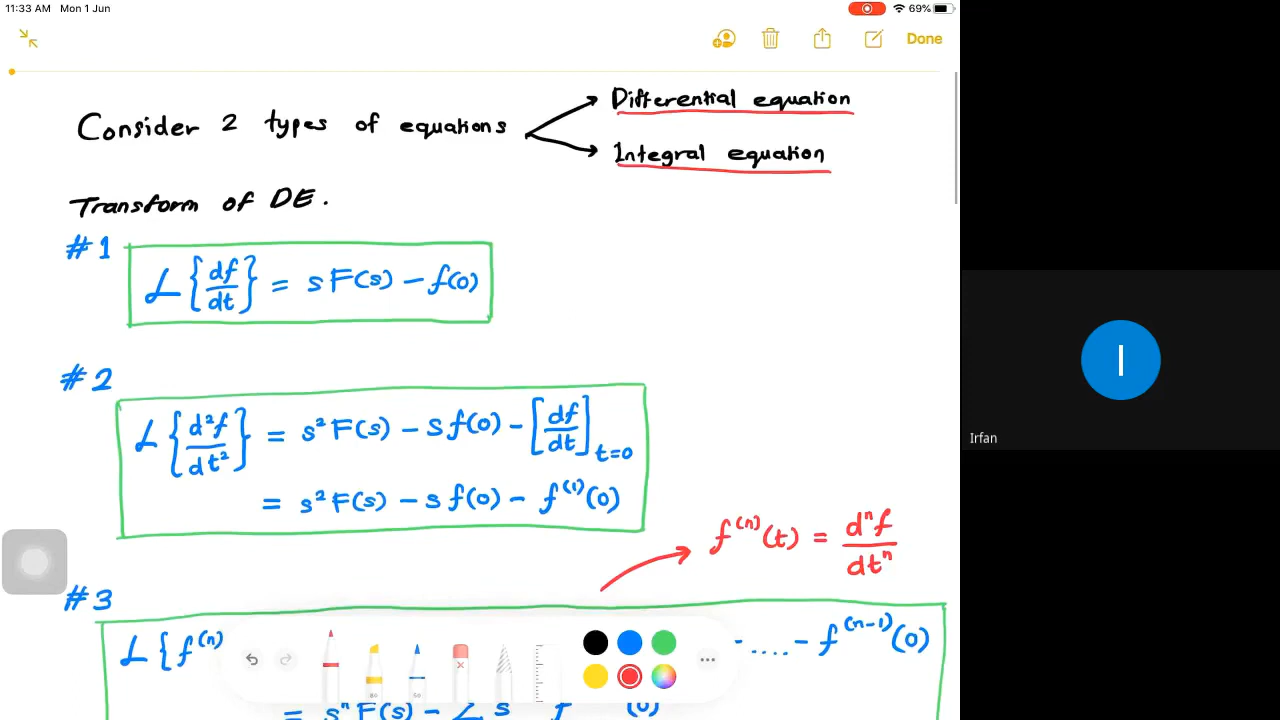 11:33 AM Mon 1 Jun
69%
Done
Consider 2 types of equations
Differential equation
Integral equation
Transform of DE.
#1
ℒ{df/dt} = sF(s) − f(0)
#2
ℒ{d²f/dt²} = s²F(s) − sf(0) − [df/dt]t=0
= s²F(s) − sf(0) − f⁽¹⁾(0)
f⁽ⁿ⁾(t) = dⁿf/dtⁿ
#3
ℒ{f⁽ⁿ⁾
- .... − f⁽ⁿ⁻¹⁾(0)
= sⁿF(s) −
I
Irfan